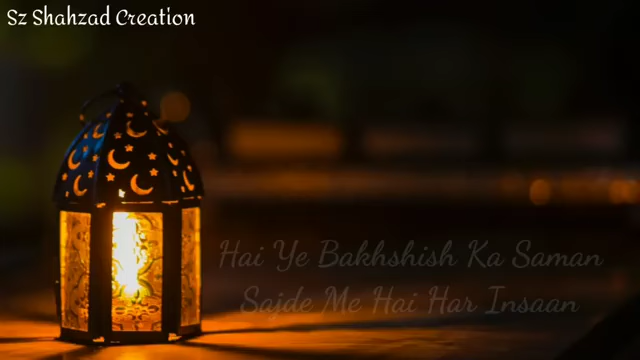 Sz Shahzad Creation
Hai Ye Bakhshish Ka Saman
Sajde Me Hai Har Insaan